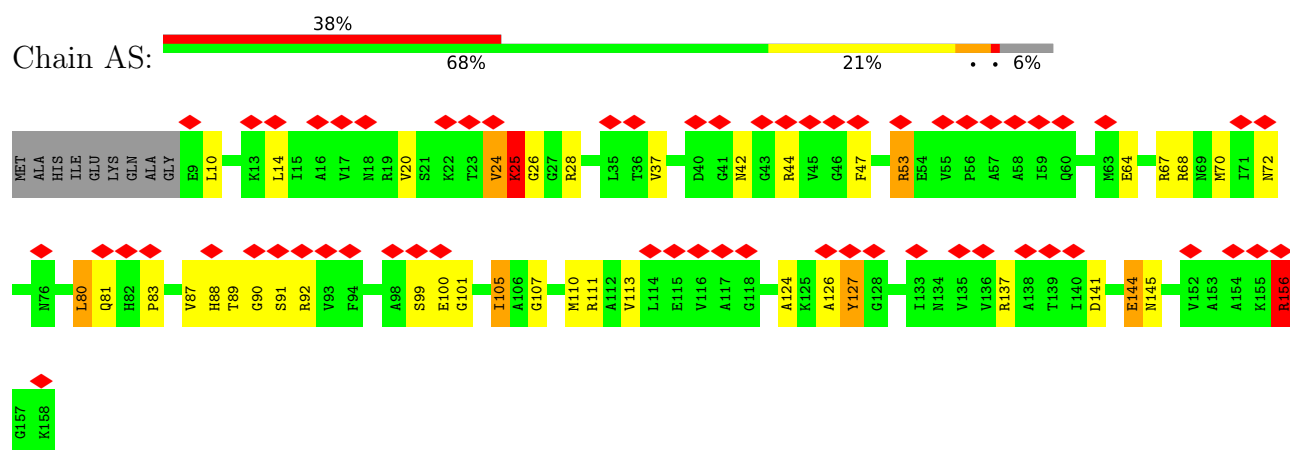 38%
Chain AS:
68% 21% • • 6%
MET ALA HIS ILE GLU LYS GLN ALA GLY E9 L10 K13 L14 I15 A16 V17 N18 R19 V20 S21 K22 T23 V24 K25 G26 G27 R28 L35 T36 V37 D40 G41 N42 G43 R44 V45 G46 F47 R53 E54 V55 P56 A57 A58 I59 Q60 M63 E64 R67 R68 N69 M70 I71 N72
N76 L80 Q81 H82 P83 V87 H88 T89 G90 S91 R92 V93 F94 A98 S99 E100 G101 I105 A106 G107 M110 R111 A112 V113 L114 E115 V116 A117 G118 A124 K125 A126 Y127 G128 I133 N134 V135 V136 R137 A138 T139 I140 D141 E144 N145 V152 A153 A154 K155 R156
G157 K158